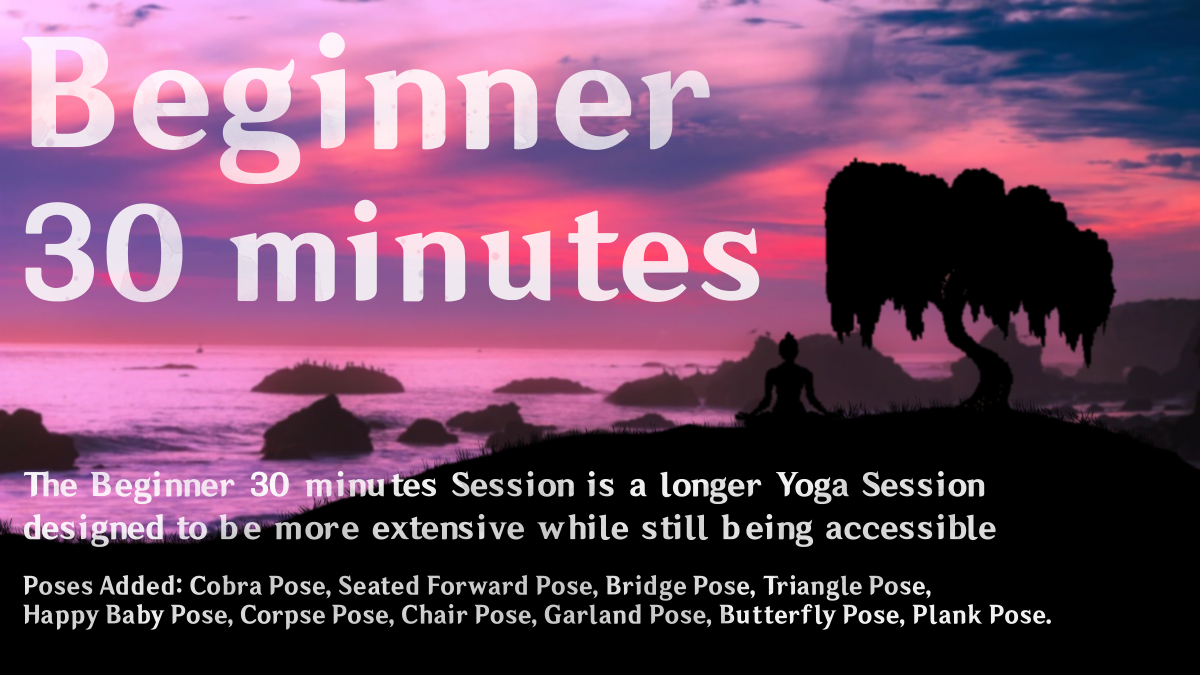 Beginner
30 minutes
The Beginner 30 minutes Session is a longer Yoga Session
designed to be more extensive while still being accessible
Poses Added: Cobra Pose, Seated Forward Pose, Bridge Pose, Triangle Pose,
Happy Baby Pose, Corpse Pose, Chair Pose, Garland Pose, Butterfly Pose, Plank Pose.